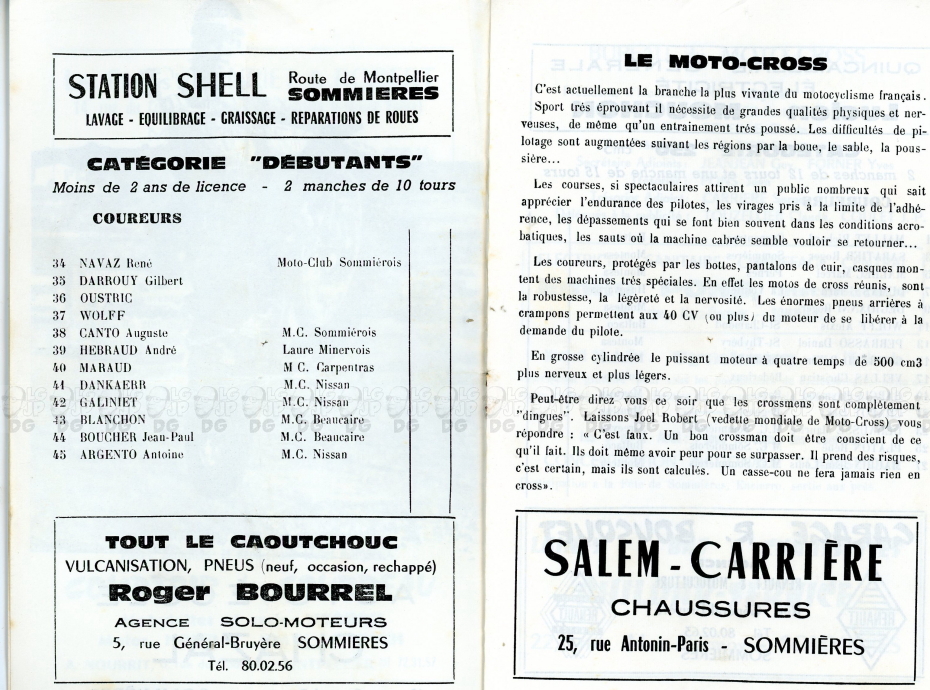 STATION SHELL Route de Montpellier
SOMMIERES
LAVAGE - EQUILIBRAGE - GRAISSAGE - REPARATIONS DE ROUES
CATÉGORIE "DÉBUTANTS"
Moins de 2 ans de licence - 2 manches de 10 tours
COUREURS
34 NAVAZ René Moto-Club Sommiérois
35 DARROUY Gilbert
36 OUSTRIC
37 WOLFF
38 CANTO Auguste M.C. Sommiérois
39 HEBRAUD André Laure Minervois
40 MARAUD M C. Carpentras
41 DANKAERR M.C. Nissan
42 GALINIET M.C. Nissan
43 BLANCHON M.C. Beaucaire
44 BOUCHER Jean-Paul M.C. Beaucaire
45 ARGENTO Antoine M.C. Nissan
TOUT LE CAOUTCHOUC
VULCANISATION, PNEUS (neuf, occasion, rechappé)
Roger BOURREL
AGENCE SOLO-MOTEURS
5, rue Général-Bruyère SOMMIERES
Tél. 80.02.56
LE MOTO-CROSS
C'est actuellement la branche la plus vivante du motocyclisme français.
Sport trés éprouvant il nécessite de grandes qualités physiques et ner-
veuses, de même qu'un entrainement trés poussé. Les difficultés de pi-
lotage sont augmentées suivant les régions par la boue, le sable, la pous-
sière...
Les courses, si spectaculaires attirent un public nombreux qui sait
apprécier l'endurance des pilotes, les virages pris à la limite de l'adhé-
rence, les dépassements qui se font bien souvent dans les conditions acro-
batiques, les sauts où la machine cabrée semble vouloir se retourner...
Les coureurs, protégés par les bottes, pantalons de cuir, casques mon-
tent des machines trés spéciales. En effet les motos de cross réunis, sont
la robustesse, la légéreté et la nervosité. Les énormes pneus arrières à
crampons permettent aux 40 CV (ou plus) du moteur de se libérer à la
demande du pilote.
En grosse cylindrée le puissant moteur à quatre temps de 500 cm3
plus nerveux et plus légers.
Peut-être direz vous ce soir que les crossmens sont complètement
"dingues". Laissons Joel Robert (vedette mondiale de Moto-Cross) vous
répondre : « C'est faux. Un bon crossman doit être conscient de ce
qu'il fait. Ils doit même avoir peur pour se surpasser. Il prend des risques,
c'est certain, mais ils sont calculés. Un casse-cou ne fera jamais rien en
cross».
SALEM-CARRIÈRE
CHAUSSURES
25, rue Antonin-Paris - SOMMIÈRES